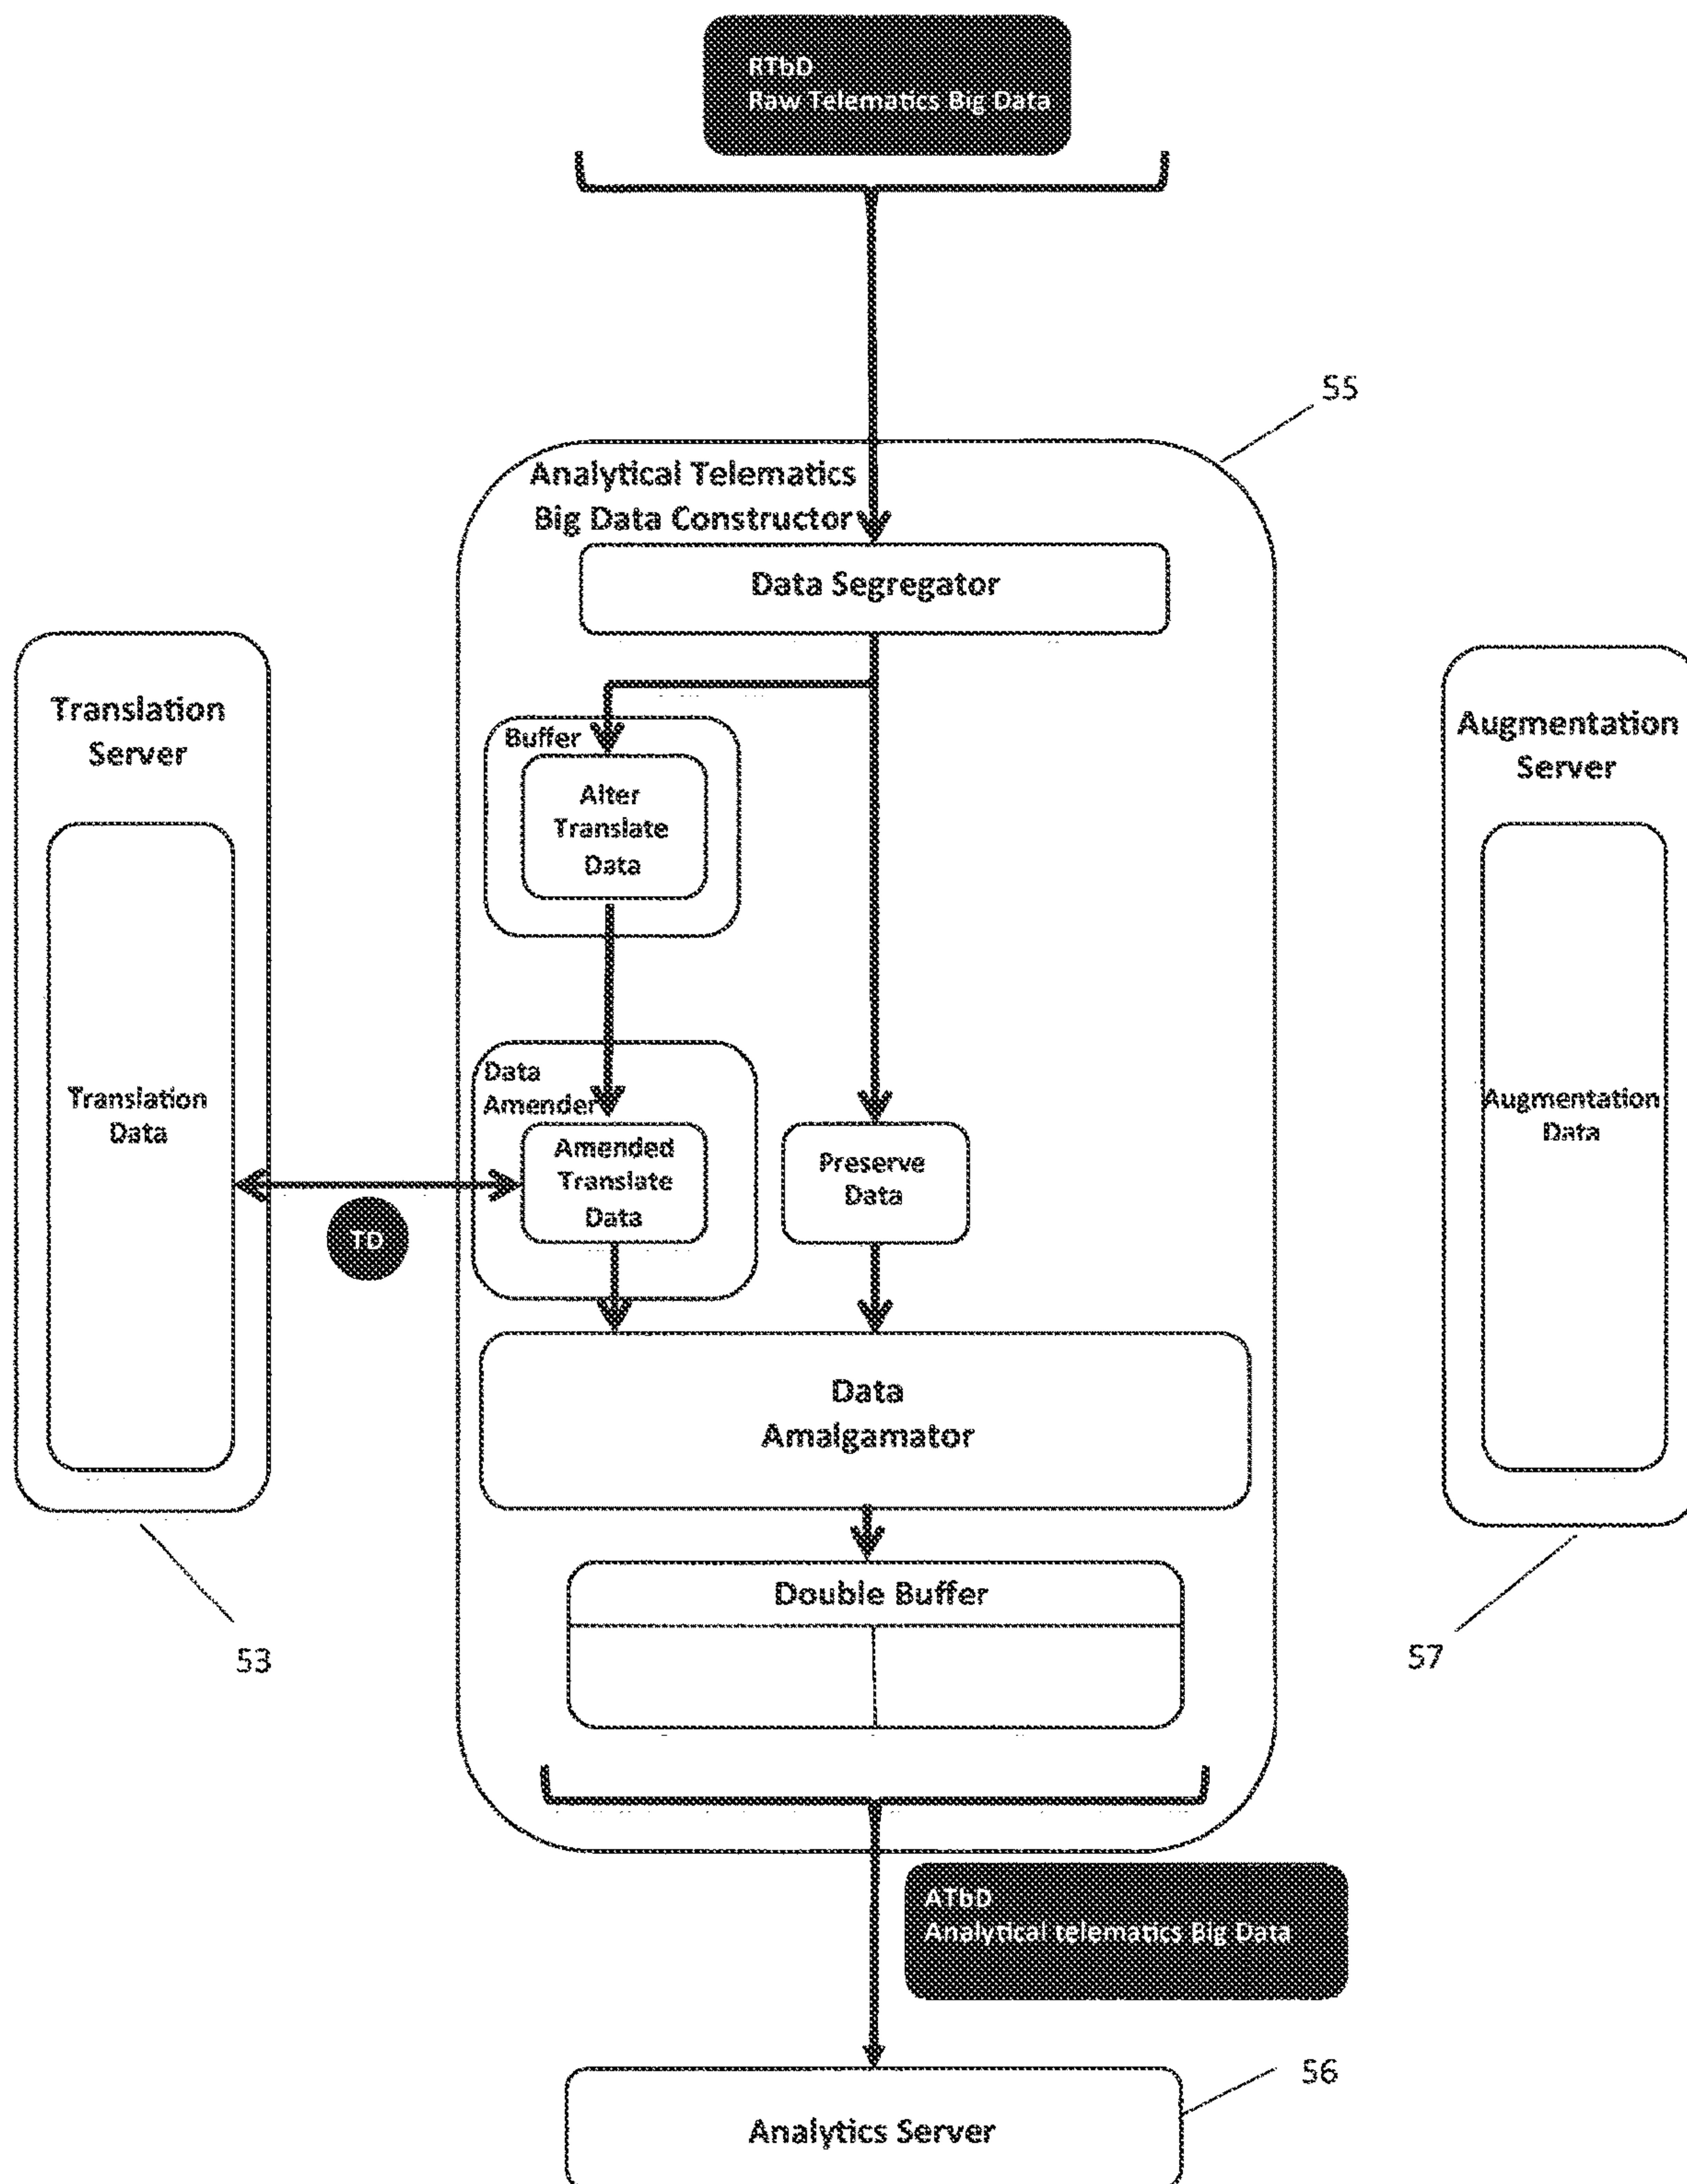 RTbD
Raw Telematics Big Data
55
Analytical Telematics
Big Data Constructor
Data Segregator
Translation
Server
Augmentation
Server
Buffer
Alter
Translate
Data
Translation
Data
Data
Amender
Amended
Translate
Data
Preserve
Data
Augmentation
Data
TD
Data
Amalgamator
Double Buffer
53
57
ATbD
Analytical telematics Big Data
56
Analytics Server